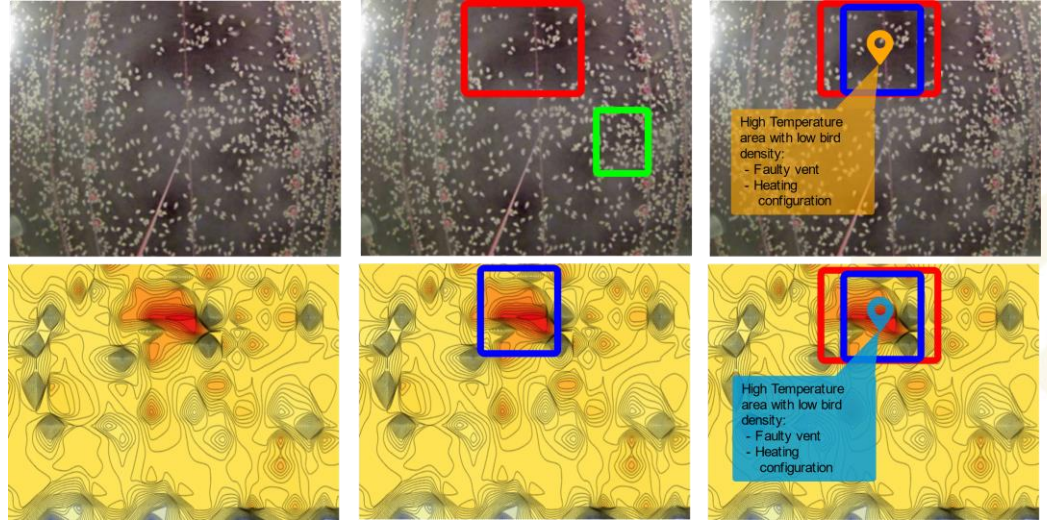 High Temperature
area with low bird
density:
- Faulty vent
- Heating
configuration
High Temperature
area with low bird
density:
- Faulty vent
- Heating
configuration